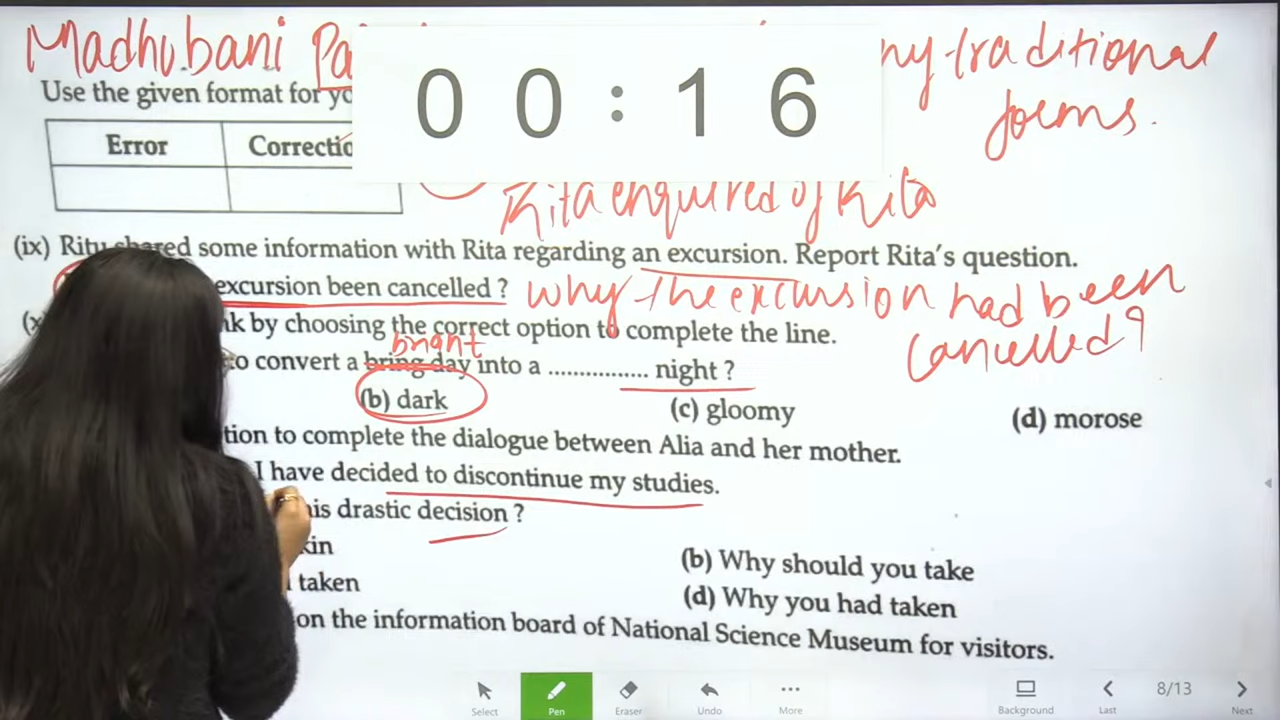 Madhubani ny traditional
forms.
00:16
Use the given format for yo
Error Correctio
Rita enquired of Rita
(ix) Ritu shared some information with Rita regarding an excursion. Report Rita's question.
excursion been cancelled ? why the excursion had been
cancelled?
nk by choosing the correct option to complete the line.
to convert a bring day into a ................ night ?
(b) dark (c) gloomy (d) morose
tion to complete the dialogue between Alia and her mother.
I have decided to discontinue my studies.
his drastic decision ?
(b) Why should you take
taken (d) Why you had taken
on the information board of National Science Museum for visitors.
Select Pen Eraser Undo More Background Last 8/13 Next